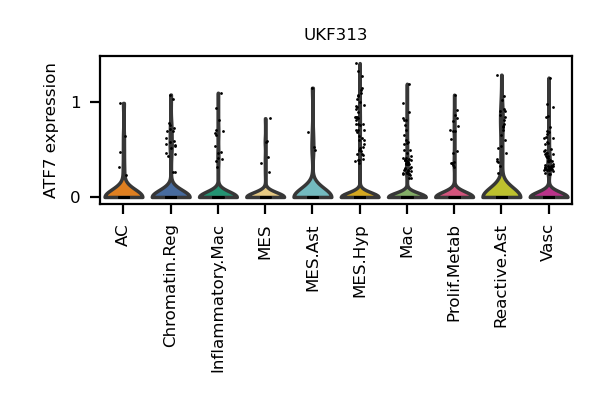 UKF313
ATF7 expression
1
0
AC
Chromatin.Reg
Inflammatory.Mac
MES
MES.Ast
MES.Hyp
Mac
Prolif.Metab
Reactive.Ast
Vasc